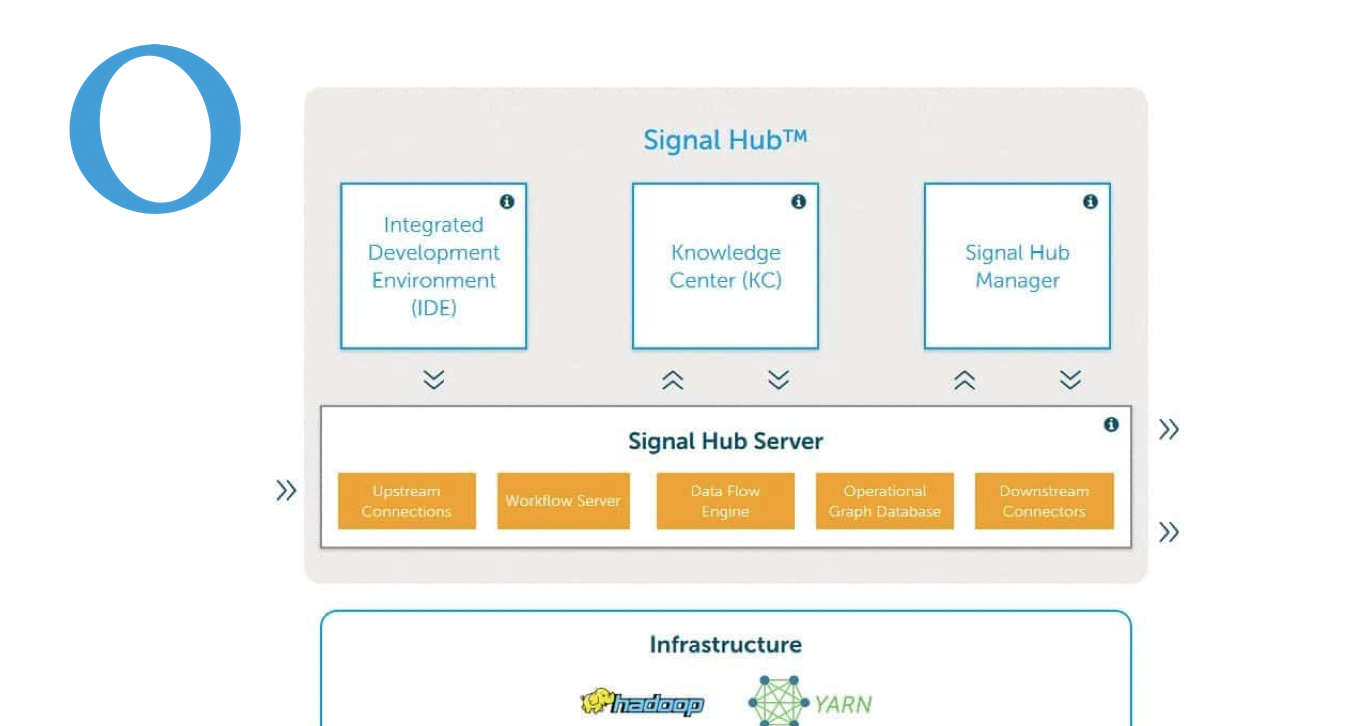 O
Signal Hub™
Integrated
Development
Environment
(IDE)
Knowledge
Center (KC)
Signal Hub
Manager
Signal Hub Server
Upstream
Connections
Workflow Server
Data Flow
Engine
Operational
Graph Database
Downstream
Connectors
Infrastructure
hadoop
YARN